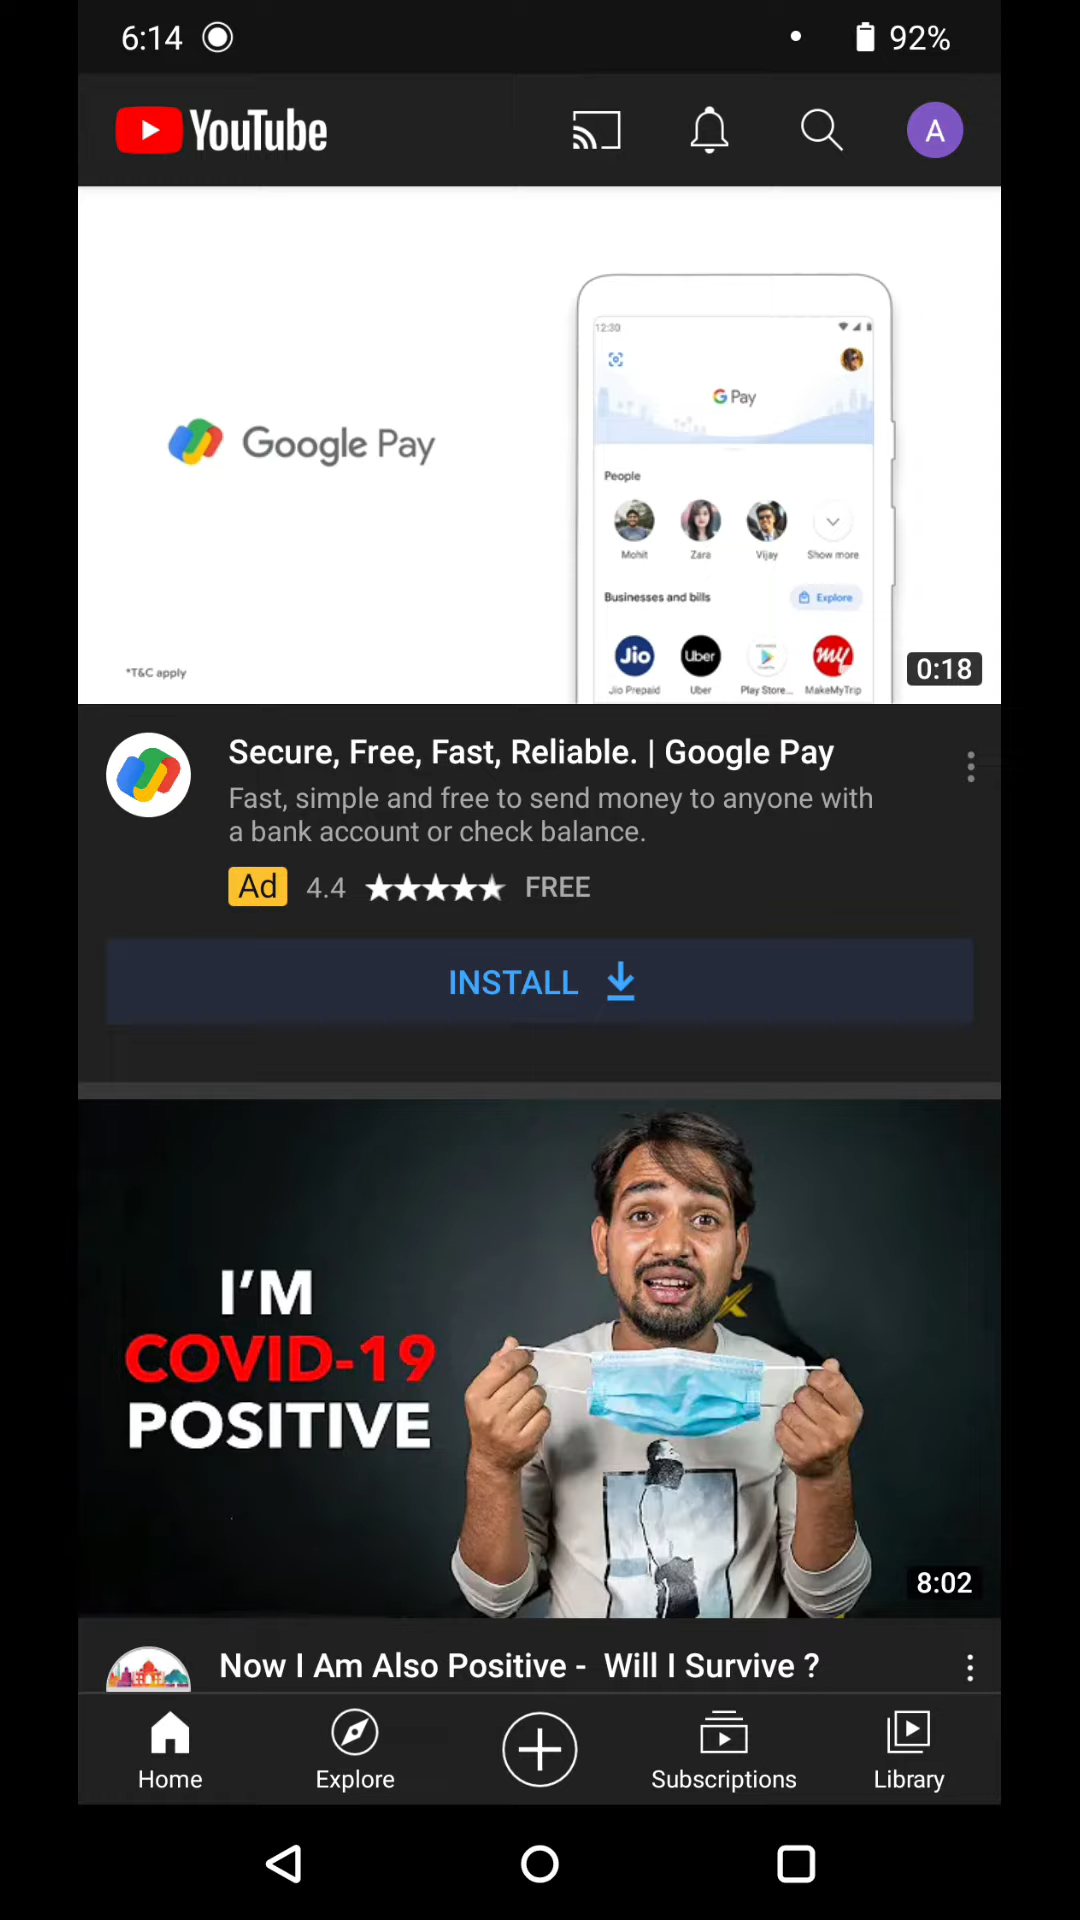 6:14
92%
YouTube
A
12:30
G Pay
Google Pay
People
Mohit
Zara
Vijay
Show more
Businesses and bills
Explore
Jio
Uber
my
Jio Prepaid
Uber
Play Store...
MakeMyTrip
*T&C apply
0:18
Secure, Free, Fast, Reliable. | Google Pay
Fast, simple and free to send money to anyone with
a bank account or check balance.
Ad 4.4 FREE
INSTALL
I'M
COVID-19
POSITIVE
8:02
Now I Am Also Positive - Will I Survive ?
Home
Explore
Subscriptions
Library